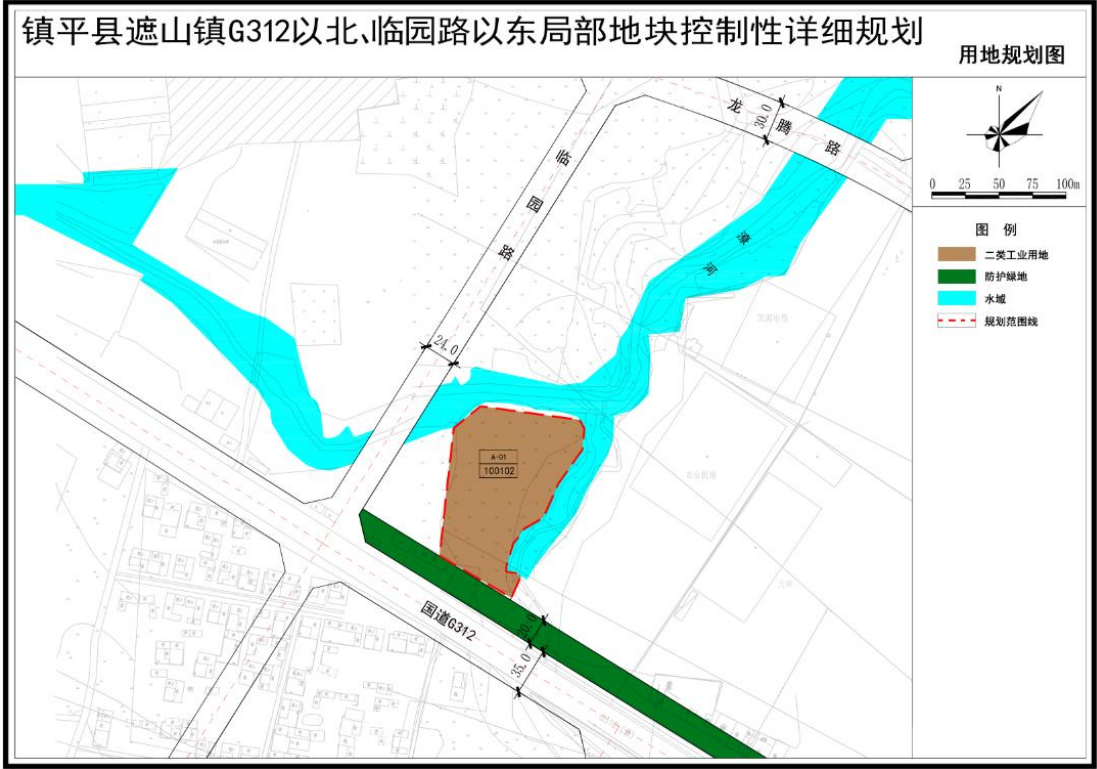 镇平县遮山镇G312以北、临园路以东局部地块控制性详细规划
用地规划图
N
0 25 50 75 100m
图 例
二类工业用地
防护绿地
水域
规划范围线
龙腾路
30.0
临园路
潦河
24.0
A-01
100102
国道G312
20.0
35.0